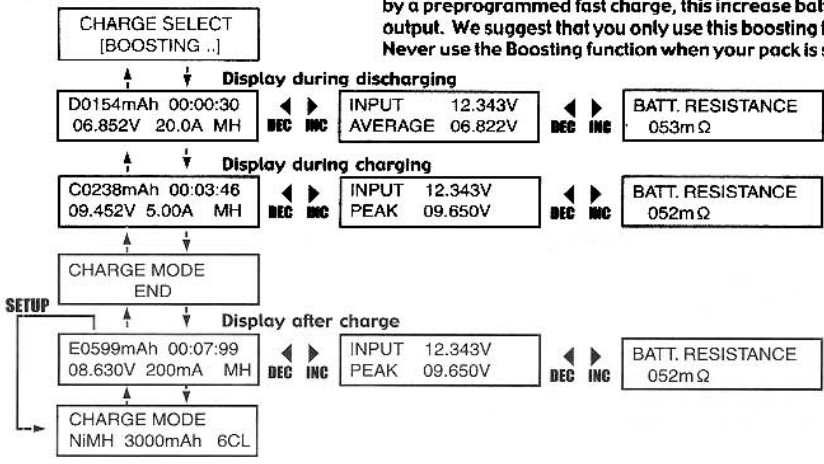 by a preprogrammed fast charge, this increase
output. We suggest that you only use this boosting
Never use the Boosting function when your pack is
CHARGE SELECT
[BOOSTING ..]
Display during discharging
D0154mAh 00:00:30
06.852V 20.0A MH
DEC INC
INPUT 12.343V
AVERAGE 06.822V
DEC INC
BATT. RESISTANCE
053mΩ
Display during charging
C0238mAh 00:03:46
09.452V 5.00A MH
DEC INC
INPUT 12.343V
PEAK 09.650V
DEC INC
BATT. RESISTANCE
052mΩ
CHARGE MODE
END
SETUP
Display after charge
E0599mAh 00:07:99
08.630V 200mA MH
DEC INC
INPUT 12.343V
PEAK 09.650V
DEC INC
BATT. RESISTANCE
052mΩ
CHARGE MODE
NiMH 3000mAh 6CL